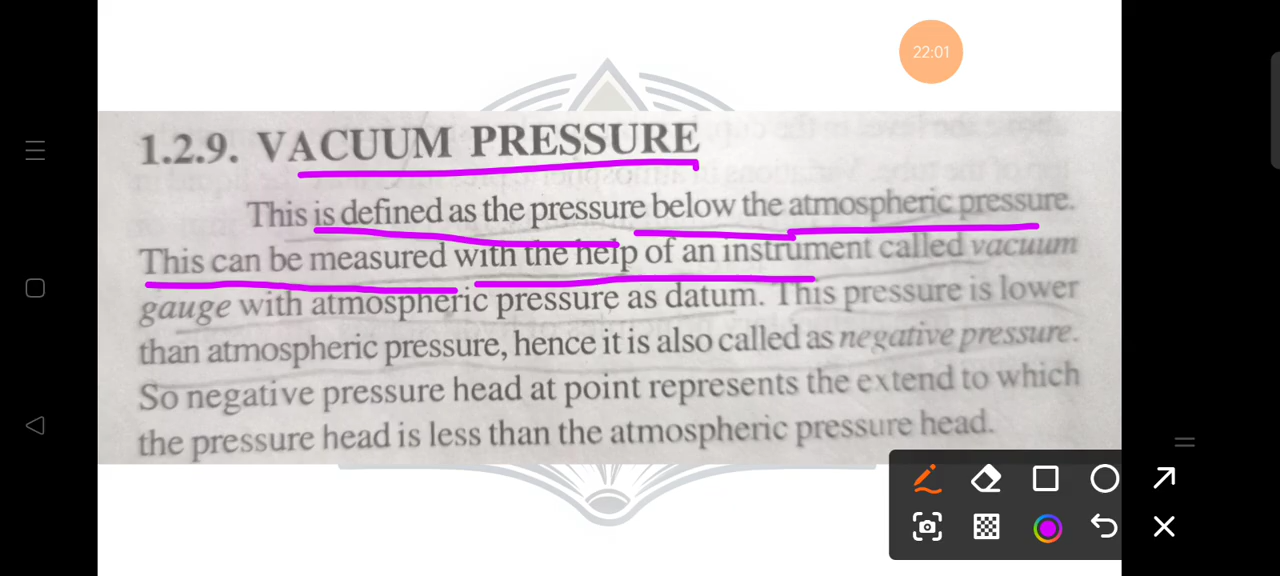 22:01
1.2.9. VACUUM PRESSURE
This is defined as the pressure below the atmospheric pressure.
This can be measured with the help of an instrument called vacuum
gauge with atmospheric pressure as datum. This pressure is lower
than atmospheric pressure, hence it is also called as negative pressure.
So negative pressure head at point represents the extend to which
the pressure head is less than the atmospheric pressure head.